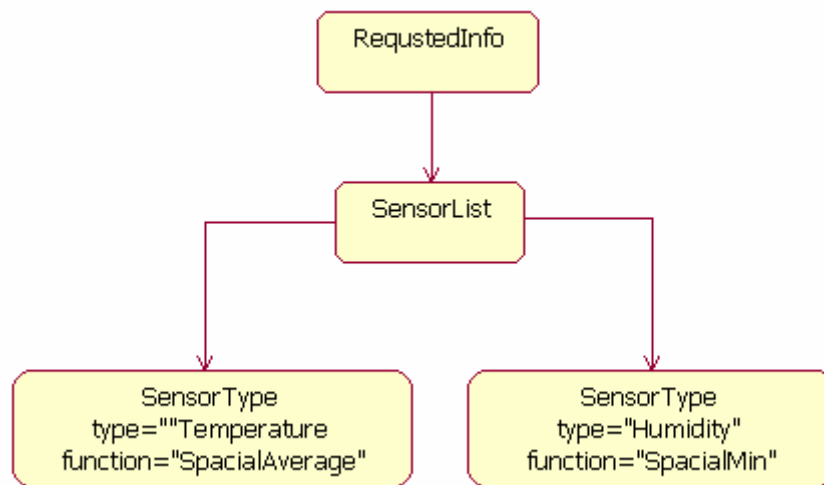 RequstedInfo
SensorList
SensorType
type=""Temperature
function="SpacialAverage"
SensorType
type="Humidity"
function="SpacialMin"